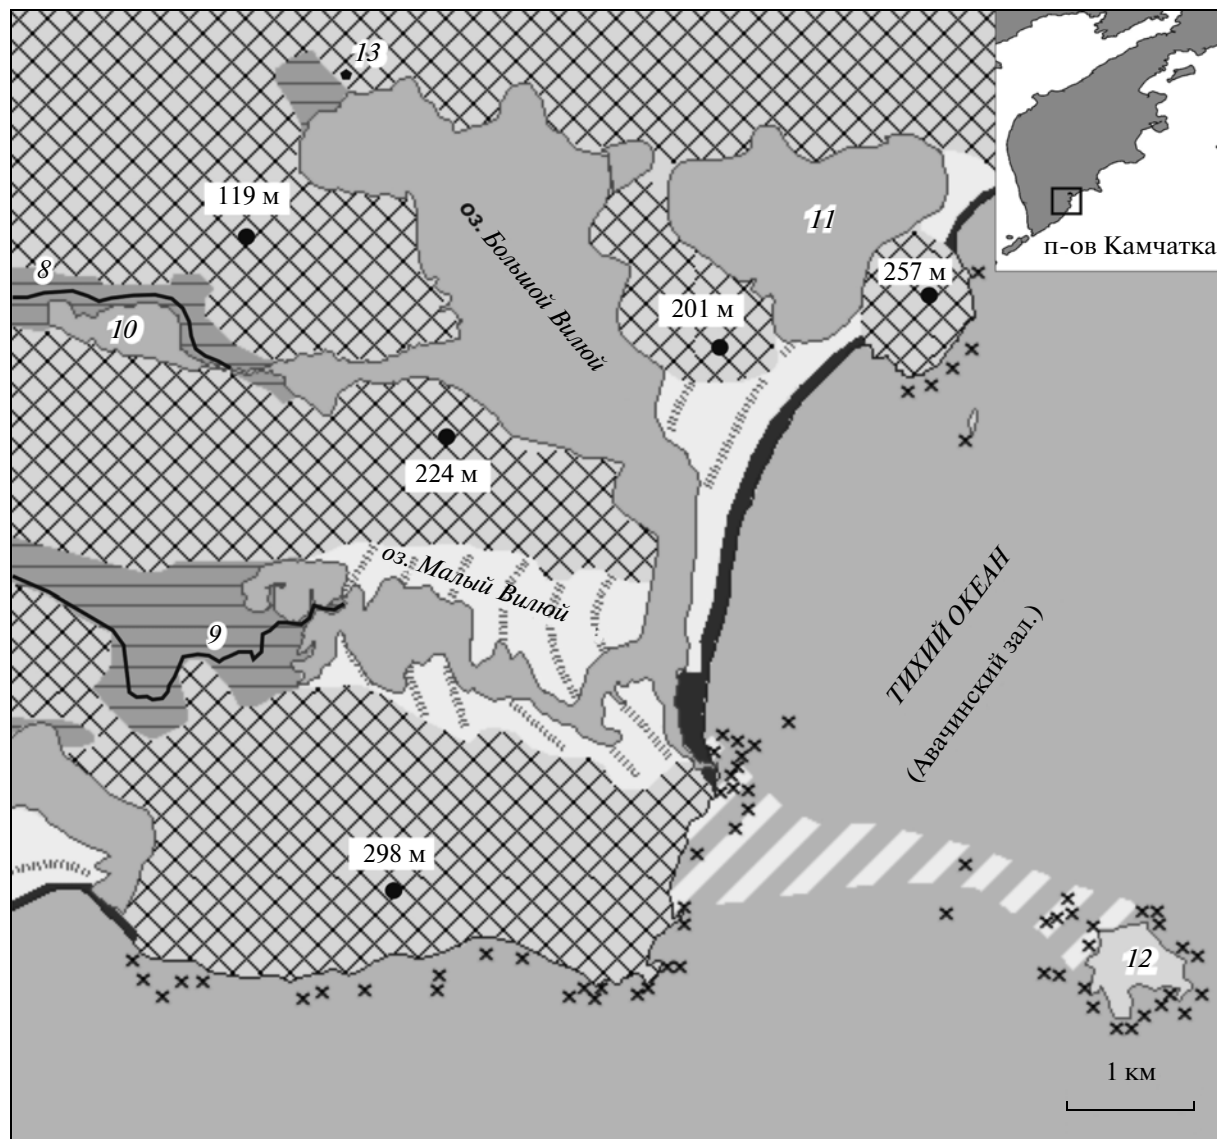 13
п-ов Камчатка
119 м
11
оз. Большой Вилюй
8
257 м
201 м
10
224 м
оз. Малый Вилюй
9
ТИХИЙ ОКЕАН
(Авачинский зал.)
298 м
12
1 км